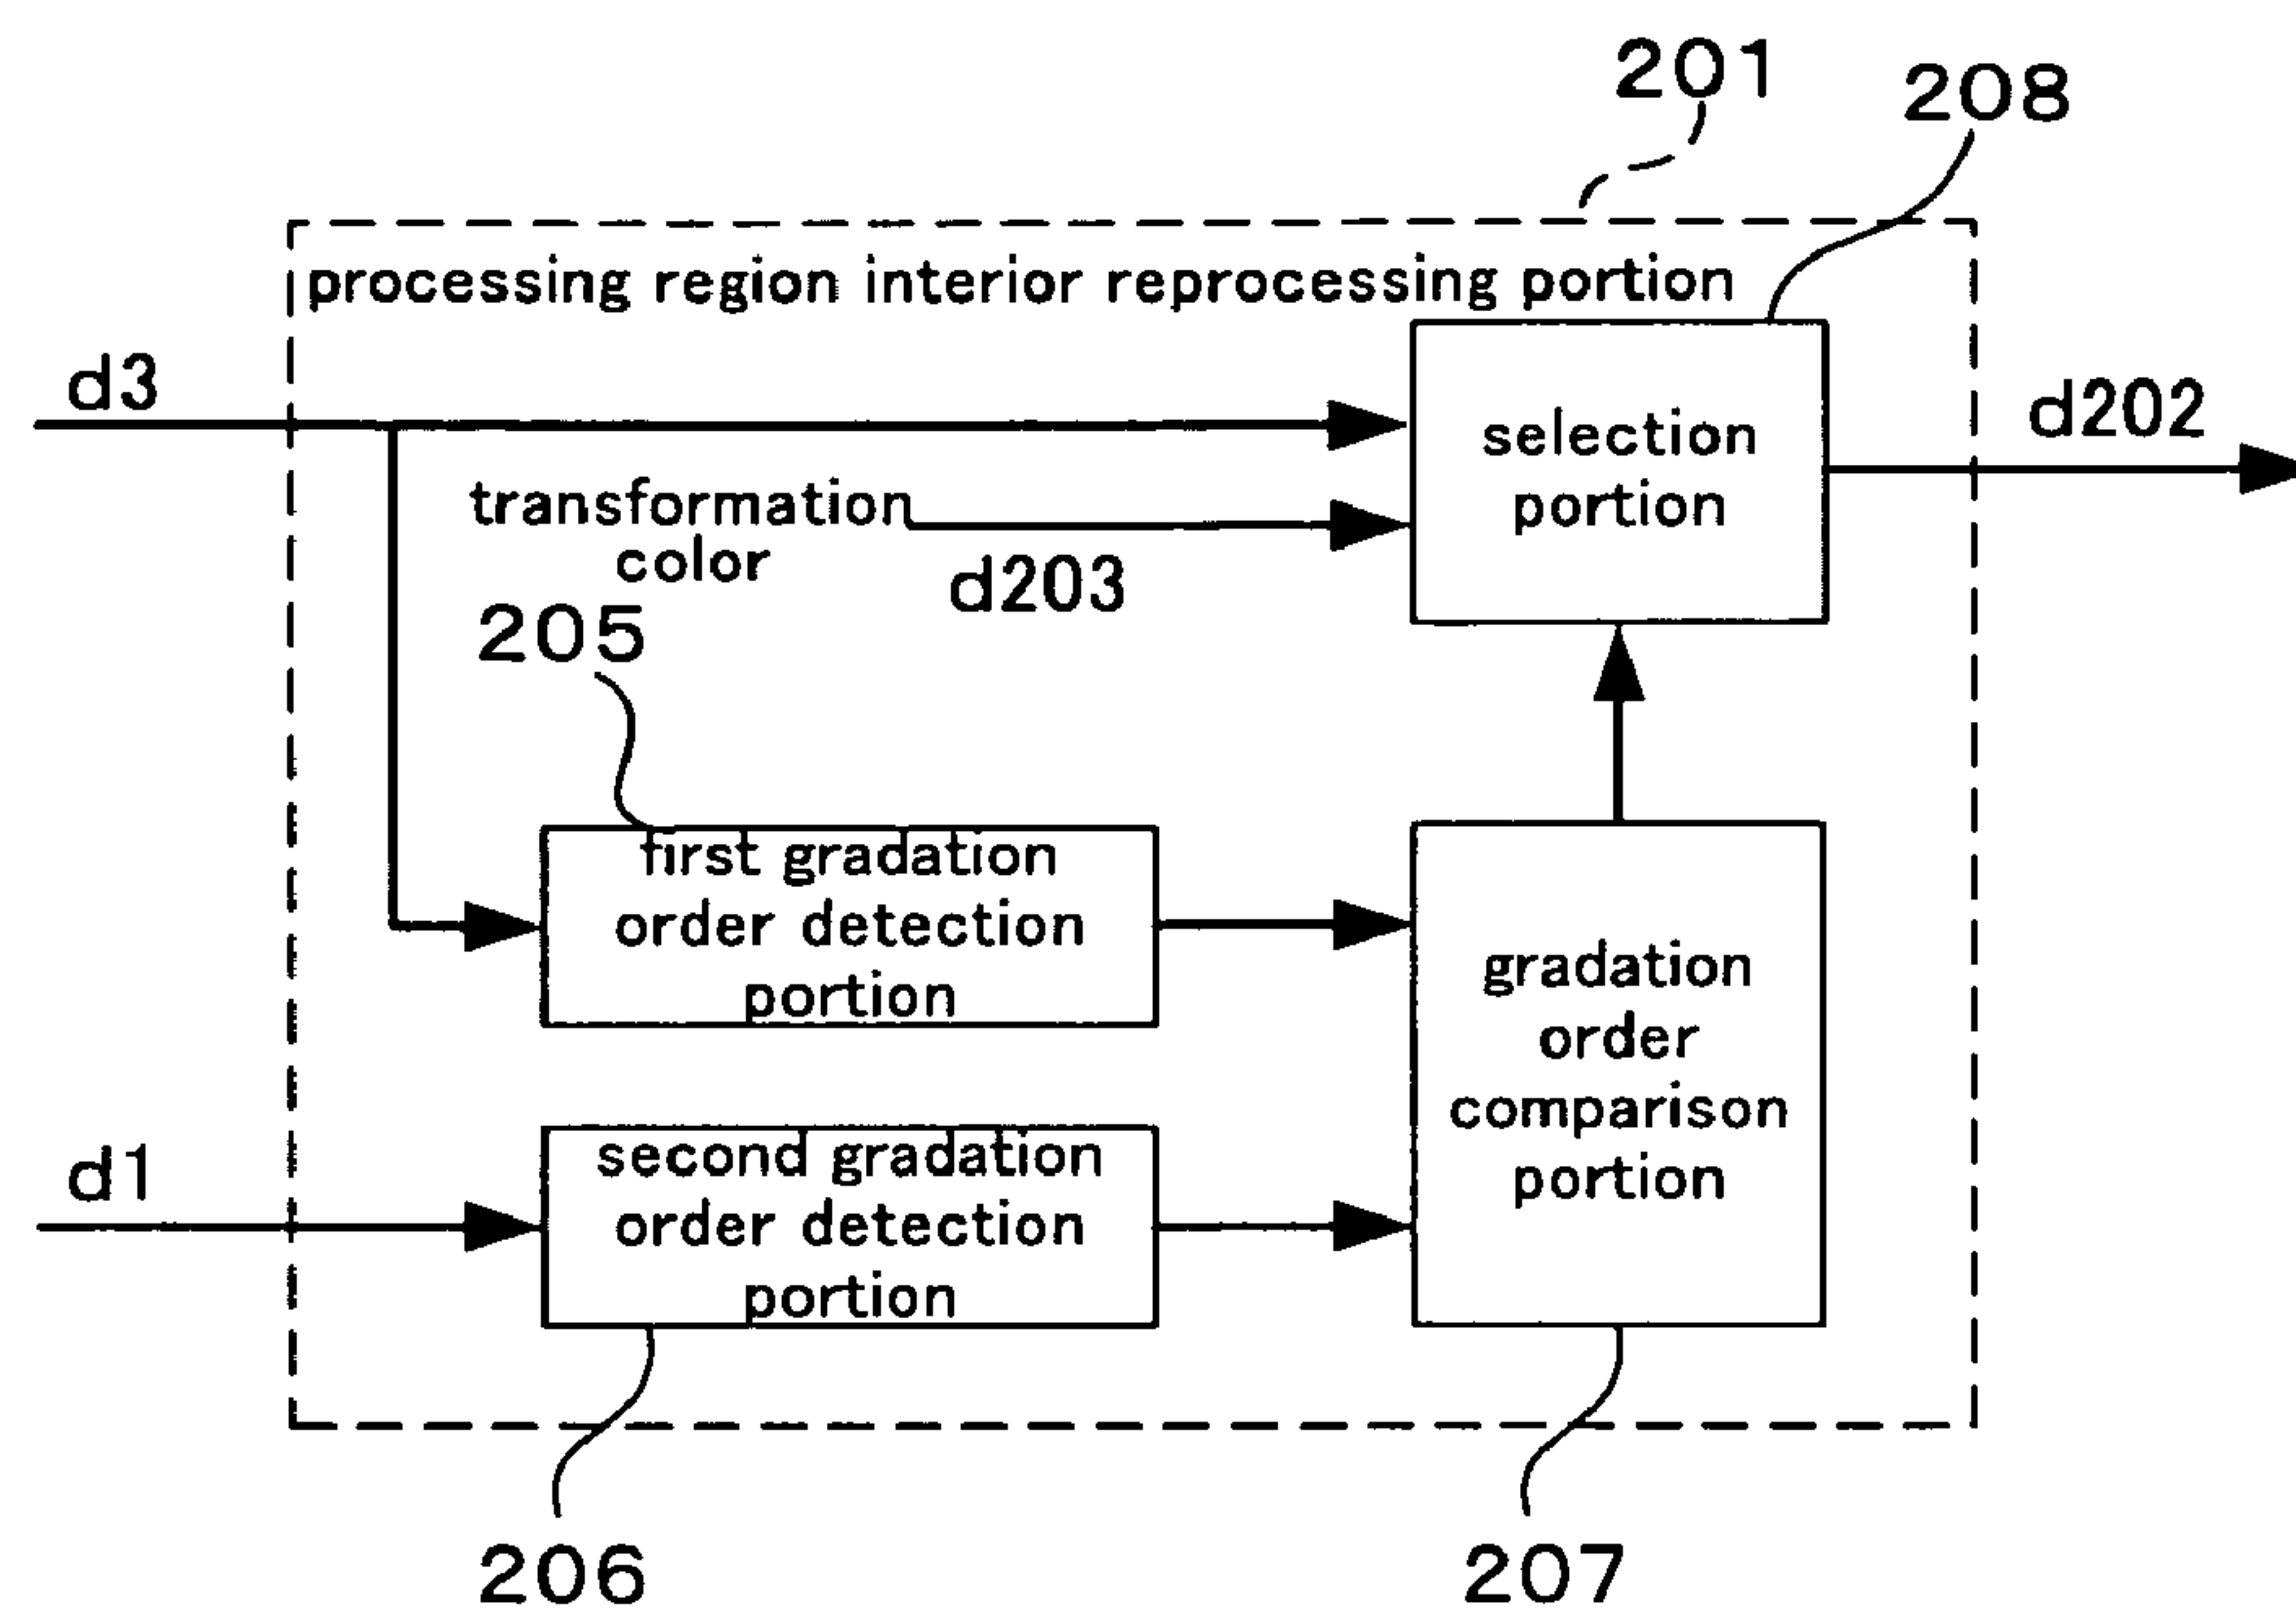 201
208
processing region interior reprocessing portion
d3
selection
portion
d202
transformation
color
d203
205
first gradation
order detection
portion
gradation
order
comparison
portion
d1
second gradation
order detection
portion
206
207